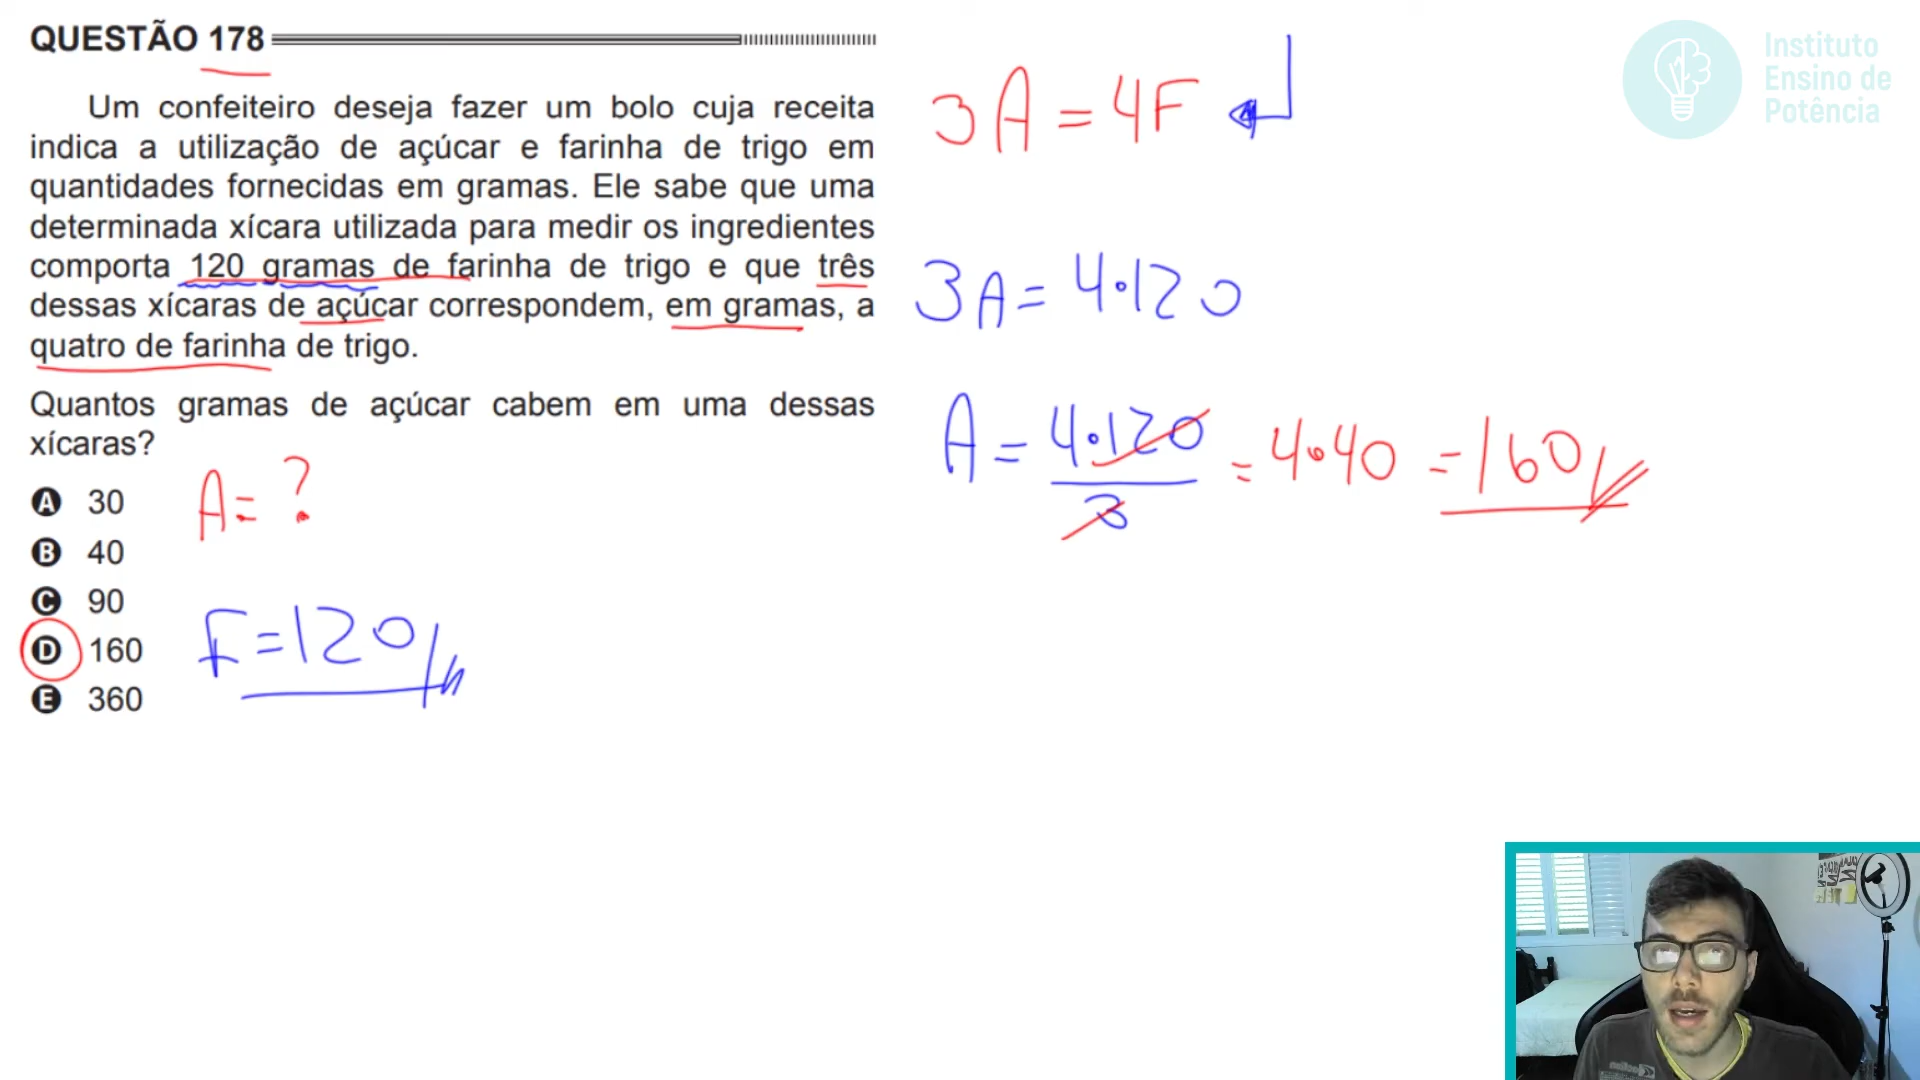 QUESTÃO 178
Um confeiteiro deseja fazer um bolo cuja receita
indica a utilização de açúcar e farinha de trigo em
quantidades fornecidas em gramas. Ele sabe que uma
determinada xícara utilizada para medir os ingredientes
comporta 120 gramas de farinha de trigo e que três
dessas xícaras de açúcar correspondem, em gramas, a
quatro de farinha de trigo.
Quantos gramas de açúcar cabem em uma dessas
xícaras?
A 30
B 40
C 90
D 160
E 360
A = ?
F = 120
3A = 4F
3A = 4.120
A = 4.120 / 3 = 4.40 = 160
Instituto
Ensino de
Potência